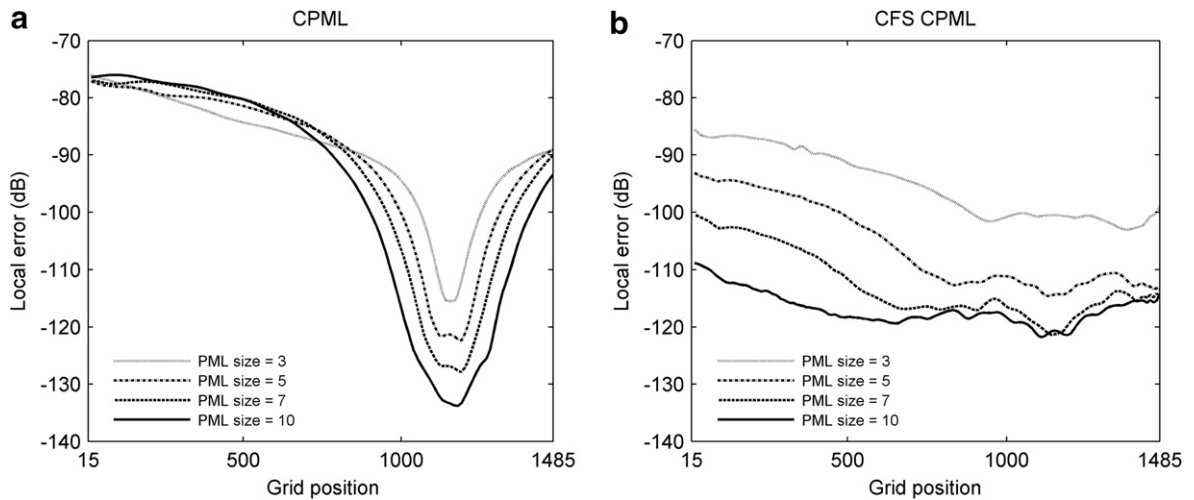 a
CPML
-70
-80
-90
-100
-110
-120
-130
-140
Local error (dB)
PML size = 3
PML size = 5
PML size = 7
PML size = 10
15
500
1000
1485
Grid position
b
CFS CPML
-70
-80
-90
-100
-110
-120
-130
-140
Local error (dB)
PML size = 3
PML size = 5
PML size = 7
PML size = 10
15
500
1000
1485
Grid position